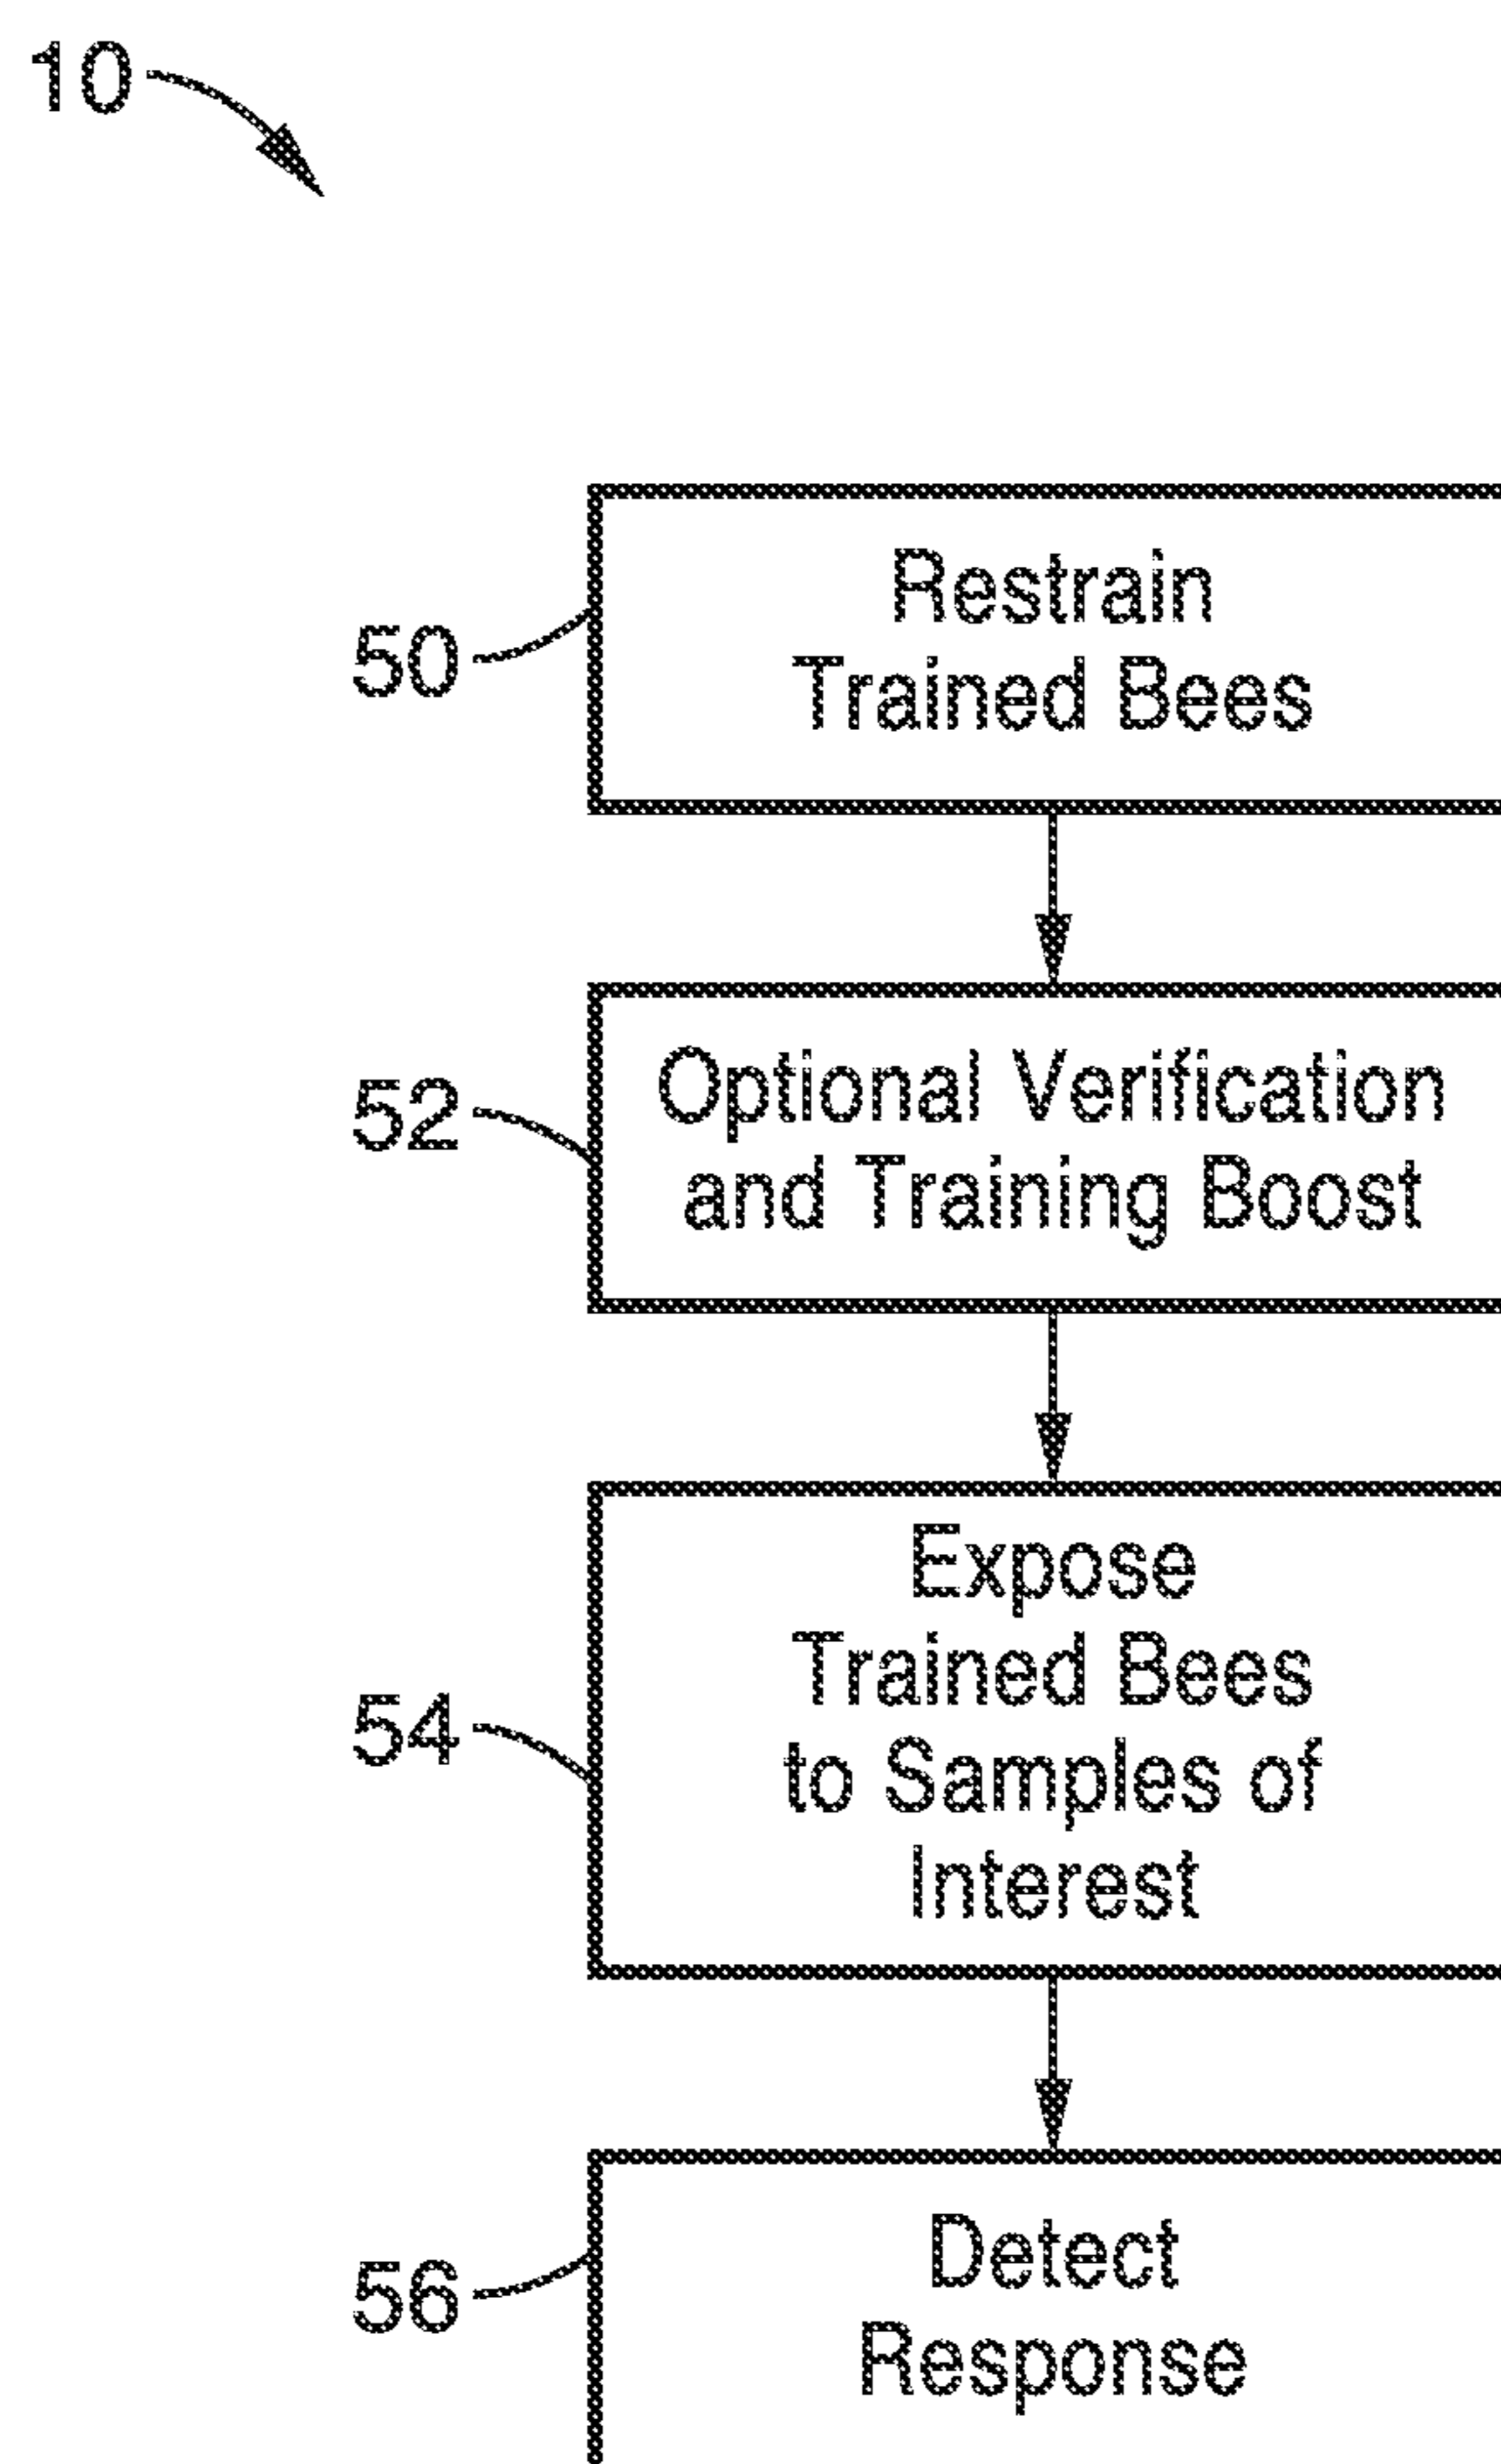 10
50
Restrain
Trained Bees
52
Optional Verification
and Training Boost
54
Expose
Trained Bees
to Samples of
Interest
56
Detect
Response